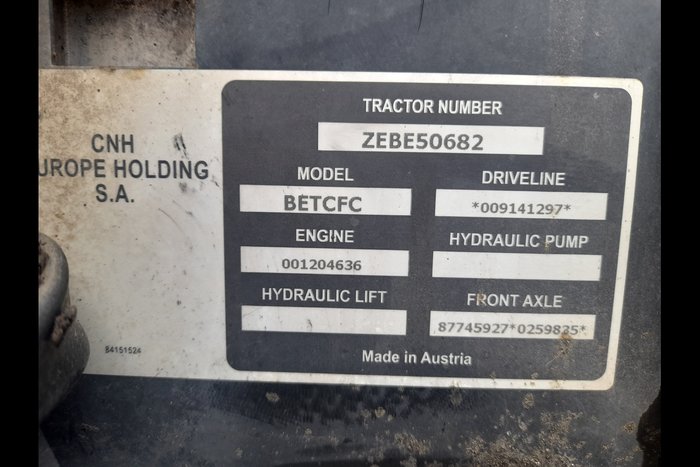 CNH
EUROPE HOLDING
S.A.
84151524
TRACTOR NUMBER
ZEBE50682
MODEL
BETCFC
DRIVELINE
*009141297*
ENGINE
001204636
HYDRAULIC PUMP
HYDRAULIC LIFT
FRONT AXLE
87745927*0259835*
Made in Austria